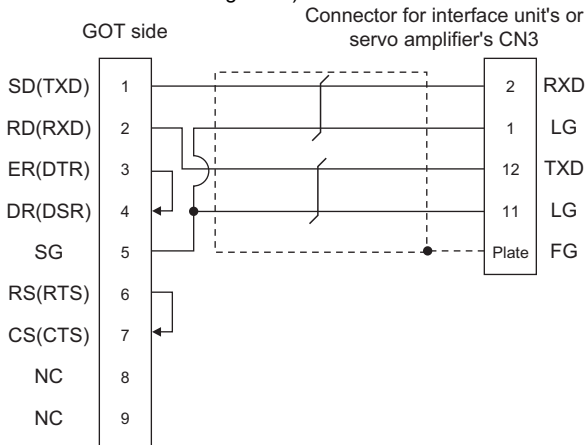 Connector for interface unit's or
servo amplifier's CN3
GOT side
SD(TXD) 1 2 RXD
RD(RXD) 2 1 LG
ER(DTR) 3 12 TXD
DR(DSR) 4 11 LG
SG 5 Plate FG
RS(RTS) 6
CS(CTS) 7
NC 8
NC 9